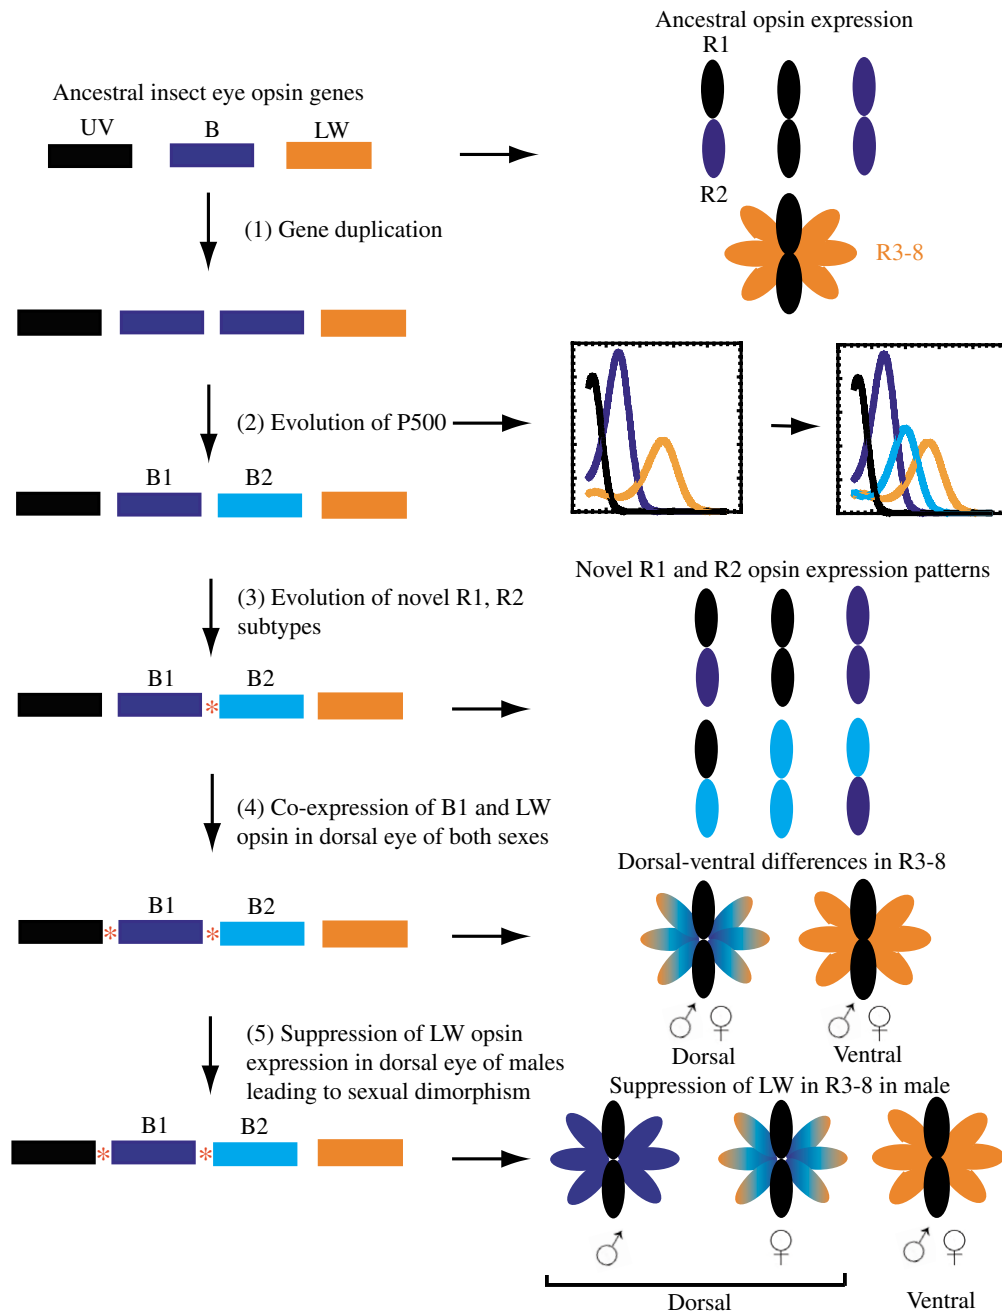 Ancestral opsin expression
R1
Ancestral insect eye opsin genes
UV
B
LW
R2
(1) Gene duplication
R3-8
(2) Evolution of P500
B1
B2
Novel R1 and R2 opsin expression patterns
(3) Evolution of novel R1, R2
subtypes
B1
B2
*
(4) Co-expression of B1 and LW
opsin in dorsal eye of both sexes
Dorsal-ventral differences in R3-8
B1
B2
* *
♂ ♀
♂ ♀
Dorsal
Ventral
(5) Suppression of LW opsin
expression in dorsal eye of males
leading to sexual dimorphism
Suppression of LW in R3-8 in male
B1
B2
* *
♂
♀
♂ ♀
Dorsal
Ventral